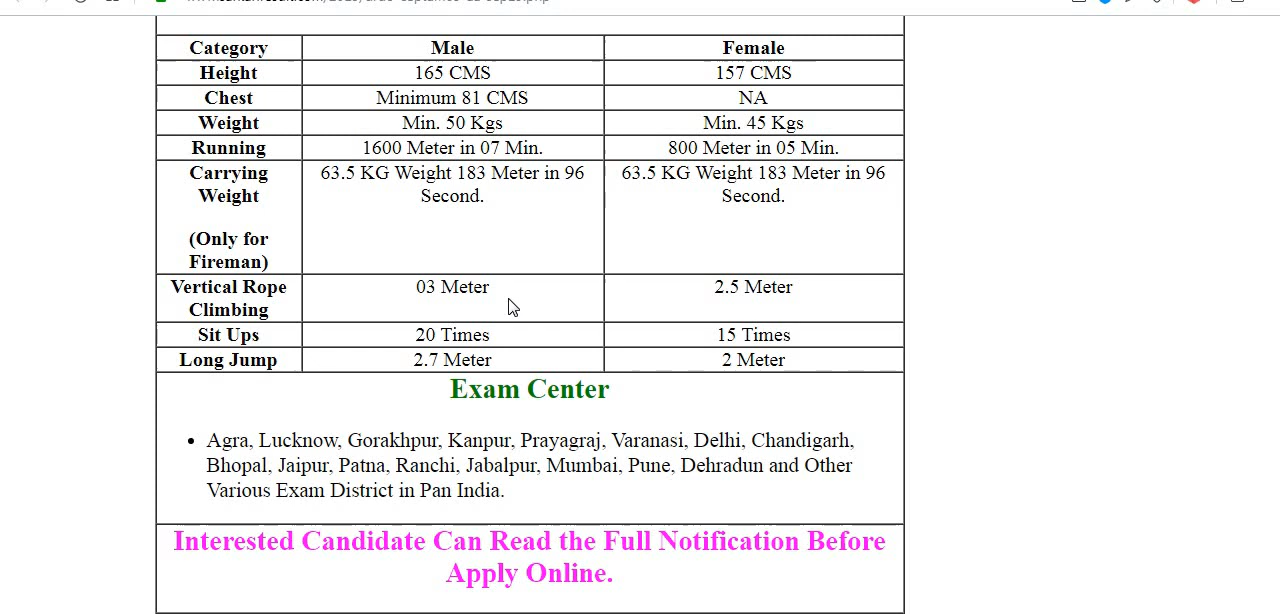 Category Male Female
Height 165 CMS 157 CMS
Chest Minimum 81 CMS NA
Weight Min. 50 Kgs Min. 45 Kgs
Running 1600 Meter in 07 Min. 800 Meter in 05 Min.
Carrying 63.5 KG Weight 183 Meter in 96 63.5 KG Weight 183 Meter in 96
Weight Second. Second.
(Only for
Fireman)
Vertical Rope 03 Meter 2.5 Meter
Climbing
Sit Ups 20 Times 15 Times
Long Jump 2.7 Meter 2 Meter
Exam Center
• Agra, Lucknow, Gorakhpur, Kanpur, Prayagraj, Varanasi, Delhi, Chandigarh,
Bhopal, Jaipur, Patna, Ranchi, Jabalpur, Mumbai, Pune, Dehradun and Other
Various Exam District in Pan India.
Interested Candidate Can Read the Full Notification Before
Apply Online.